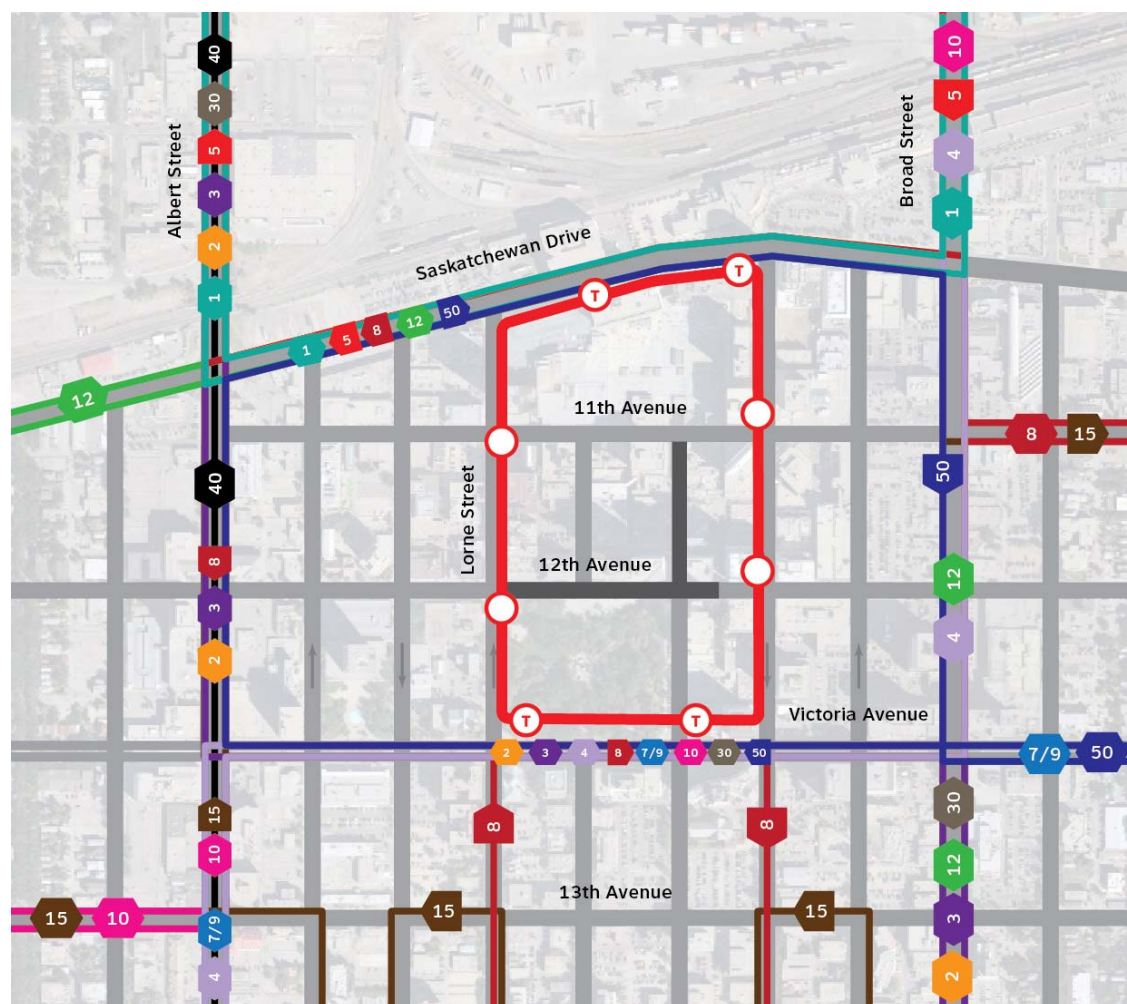 40
30
5
3
2
1
Albert Street
10
5
4
1
Broad Street
Saskatchewan Drive
1 5 8 12 50
T
T
12
11th Avenue
8 15
40
50
Lorne Street
12th Avenue
8
3
2
12
4
T
T
Victoria Avenue
2 3 4 8 7/9 10 30 50
7/9 50
15
10
8
8
30
12
3
2
13th Avenue
15 10
15
15
7/9
4